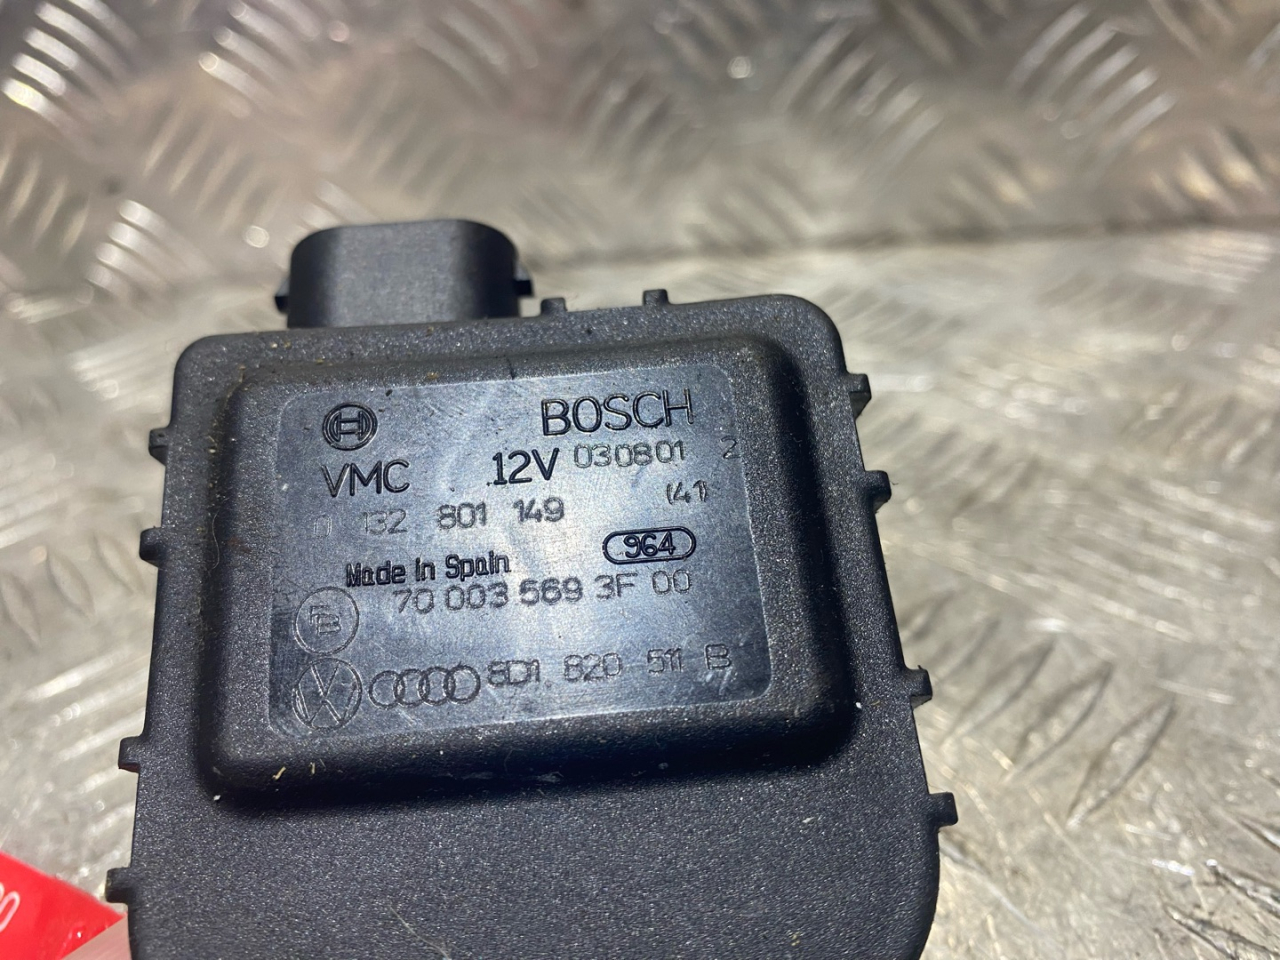 BOSCH
VMC 12V 030801 2
132 801 149 (41)
964
Made in Spain
70 003 569 3F 00
8D1 820 511 B
00